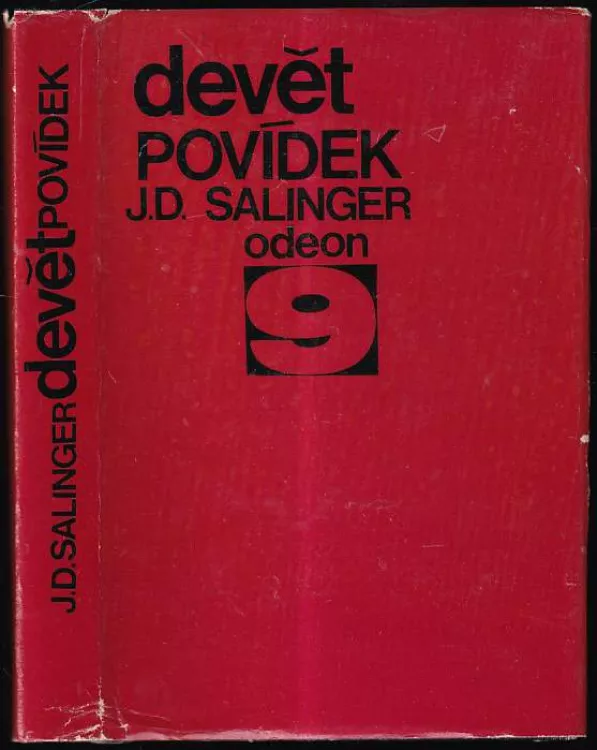 devět
POVÍDEK
J.D. SALINGER
odeon
9
J.D.SALINGER devět POVÍDEK